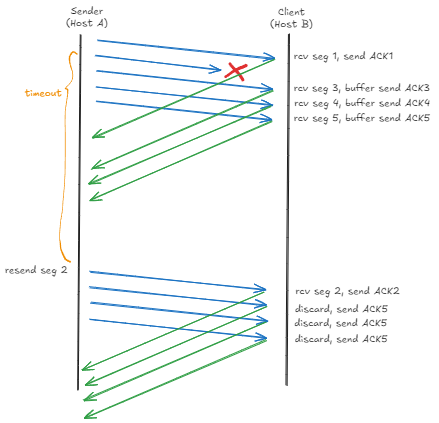 Sender
(Host A)
Client
(Host B)
rcv seg 1, send ACK1
timeout
rcv seg 3, buffer send ACK3
rcv seg 4, buffer send ACK4
rcv seg 5, buffer send ACK5
resend seg 2
rcv seg 2, send ACK2
discard, send ACK5
discard, send ACK5
discard, send ACK5